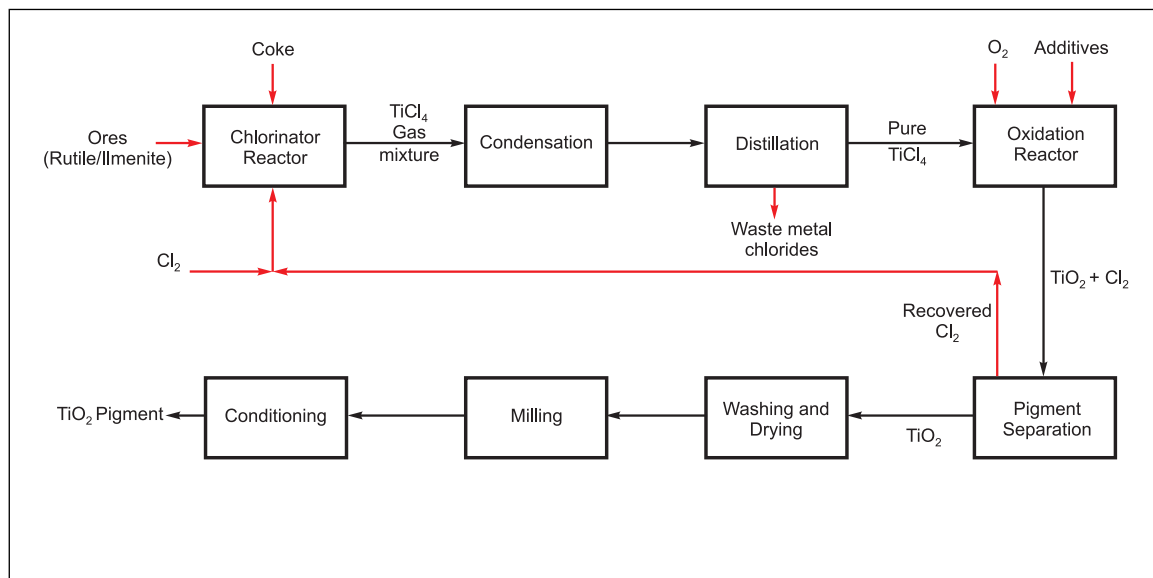 Coke
O₂
Additives
Ores
(Rutile/Ilmenite)
Chlorinator
Reactor
TiCl₄
Gas
mixture
Condensation
Distillation
Pure
TiCl₄
Oxidation
Reactor
Waste metal
chlorides
Cl₂
TiO₂ + Cl₂
Recovered
Cl₂
TiO₂ Pigment
Conditioning
Milling
Washing and
Drying
TiO₂
Pigment
Separation